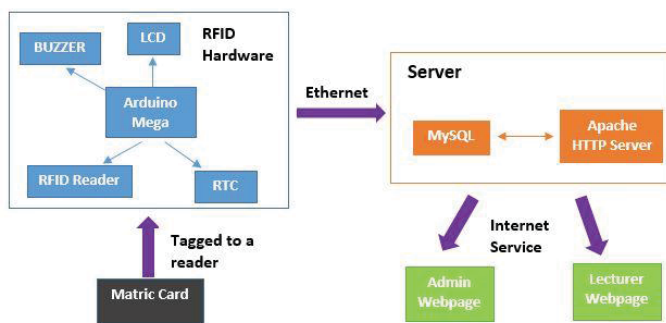 BUZZER
LCD
RFID
Hardware
Arduino
Mega
RFID Reader
RTC
Tagged to a
reader
Matric Card
Ethernet
Server
MySQL
Apache
HTTP Server
Internet
Service
Admin
Webpage
Lecturer
Webpage